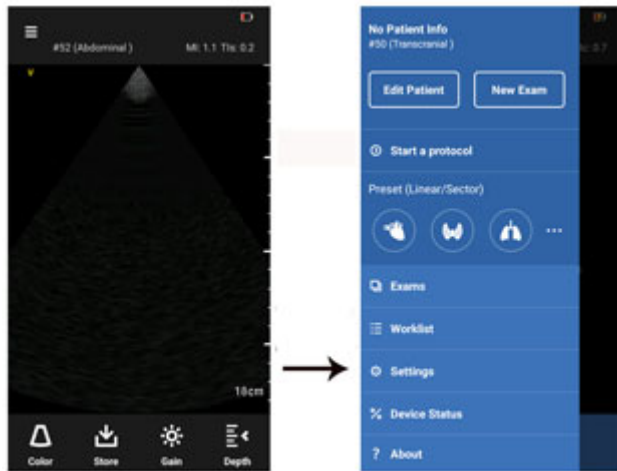 #52 (Abdominal) MI: 1.1 TIs: 0.2
V
18cm
Color Store Gain Depth
No Patient Info
#50 (Transcranial )
Edit Patient New Exam
Start a protocol
Preset (Linear/Sector)
Exams
Worklist
Settings
Device Status
? About